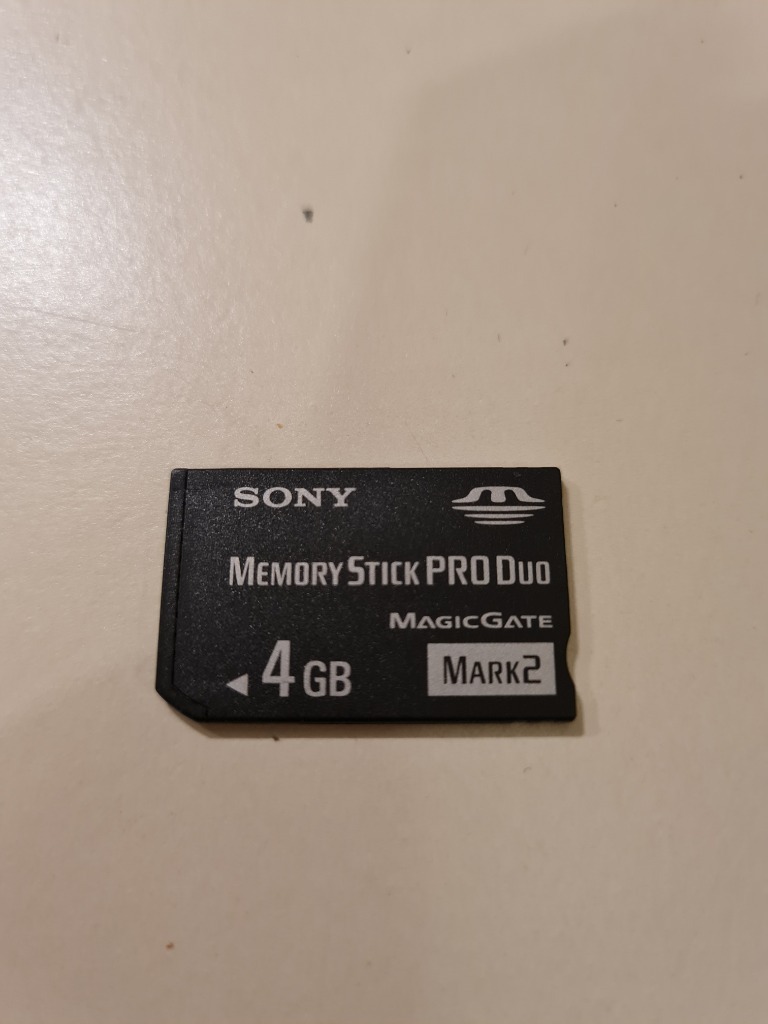 SONY
MEMORY STICK PRO DUO
MAGICGATE
4 GB
MARK2